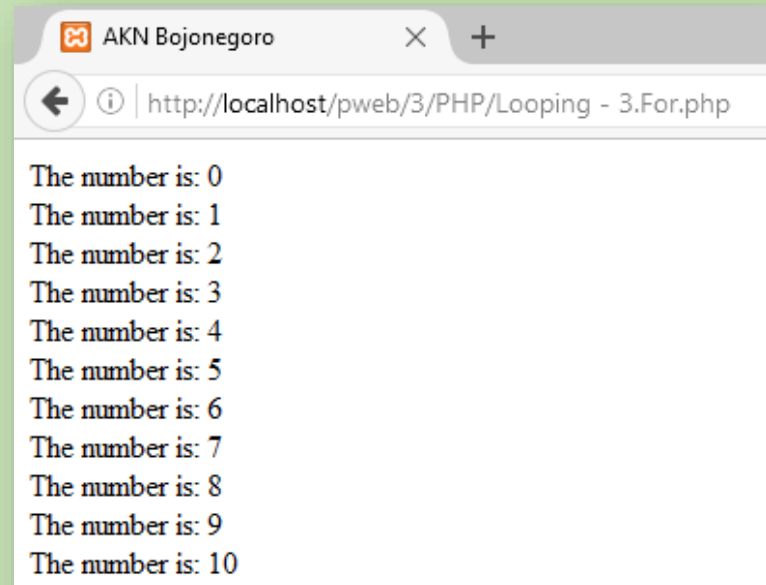 AKN Bojonegoro
http://localhost/pweb/3/PHP/Looping - 3.For.php
The number is: 0
The number is: 1
The number is: 2
The number is: 3
The number is: 4
The number is: 5
The number is: 6
The number is: 7
The number is: 8
The number is: 9
The number is: 10